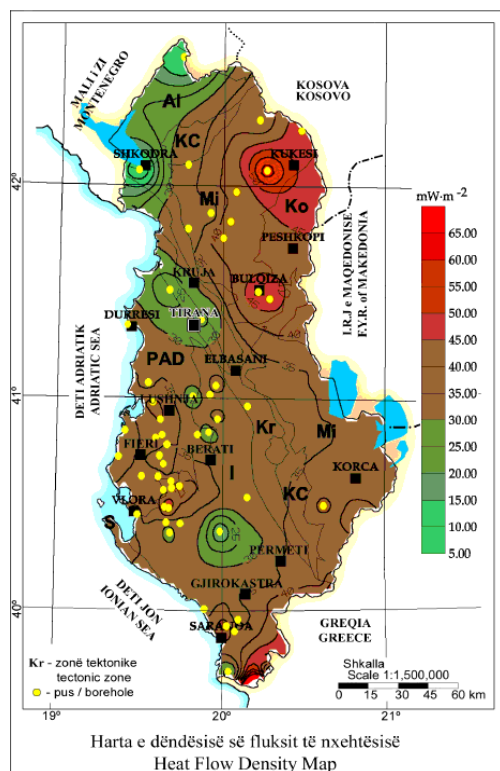 MALI i ZI
MONTENEGRO
KOSOVA
KOSOVO
Al
KC
SHKODRA
KUKESI
42°
Mi
Ko
PESHKOPI
mW·m⁻²
65.00
60.00
55.00
50.00
45.00
40.00
30.00
25.00
20.00
15.00
10.00
5.00
I.R.J e MAQEDONISE
F.Y.R. of MAKEDONIA
KRUJA
BULQIZA
DURRESI
TIRANA
DETI ADRIATIK
ADRIATIC SEA
PAD
ELBASANI
41°
LUSHNJA
Kr
Mi
FIERI
BERATI
I
KORCA
KC
VLORA
S
25
PERMETI
DETI JON
IONIAN SEA
GJIROKASTRA
40°
SARANDA
GREQIA
GREECE
Kr - zonë tektonike
tectonic zone
- pus / borehole
Shkalla
Scale 1:1,500,000
0 15 30 45 60 km
19° 20° 21°
Harta e dëndësisë së fluksit të nxehtësisë
Heat Flow Density Map